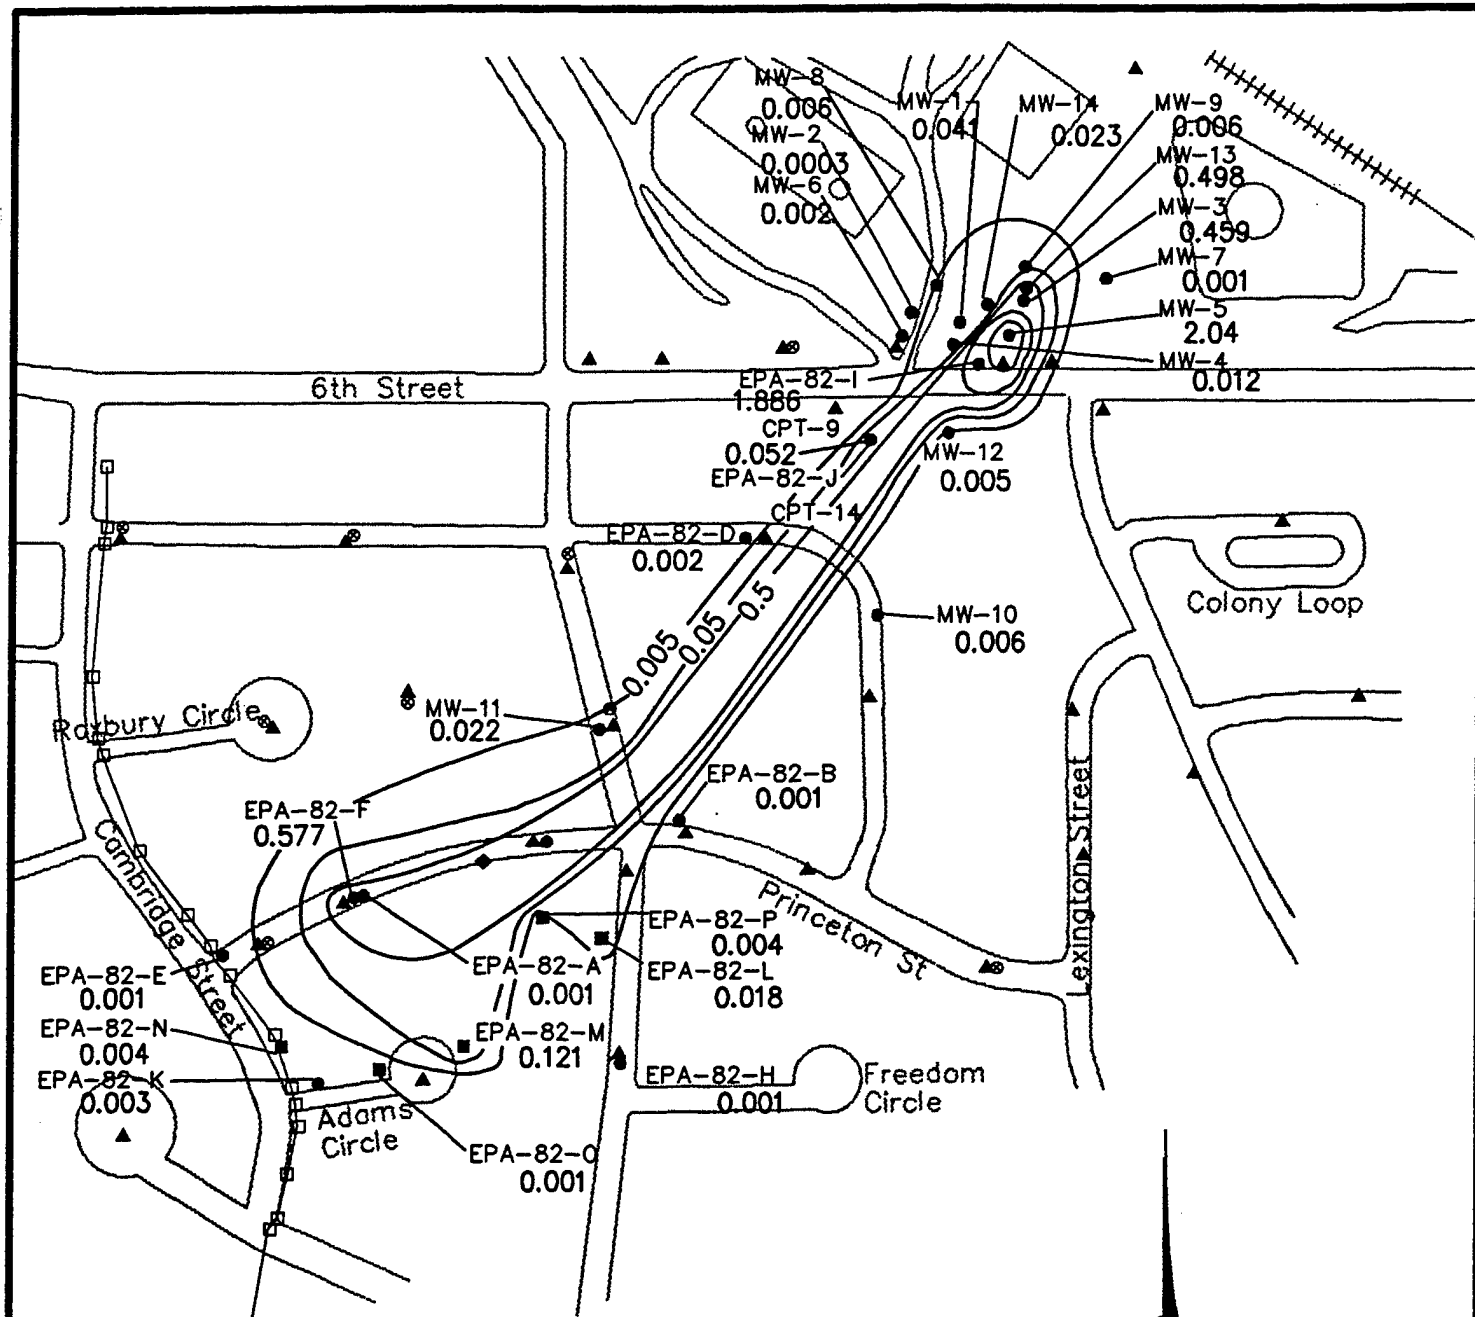 MW-8
0.006
MW-2
0.0003
MW-6
0.002
MW-1
0.041
MW-14
0.023
MW-9
0.006
MW-13
0.498
MW-3
0.459
MW-7
0.001
MW-5
2.04
MW-4
0.012
6th Street
EPA-82-I
1.886
CPT-9
0.052
EPA-82-J
CPT-14
MW-12
0.005
EPA-82-D
0.002
0.005
0.05
0.5
MW-10
0.006
Colony Loop
Roxbury Circle
MW-11
0.022
EPA-82-B
0.001
EPA-82-F
0.577
Cambridge Street
Princeton St
Lexington Street
EPA-82-P
0.004
EPA-82-A
0.001
EPA-82-L
0.018
EPA-82-E
0.001
EPA-82-N
0.004
EPA-82-K
0.003
EPA-82-M
0.121
EPA-82-H
0.001
Freedom
Circle
Adams
Circle
EPA-82-O
0.001